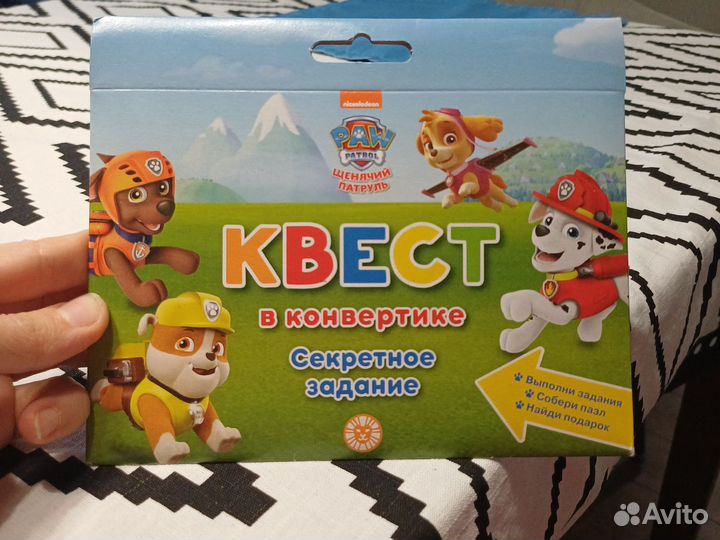 nickelodeon
PAW
PATROL
ЩЕНЯЧИЙ
ПАТРУЛЬ
КВЕСТ
в конвертике
Секретное
задание
Выполни задания
Собери пазл
Найди подарок
Avito